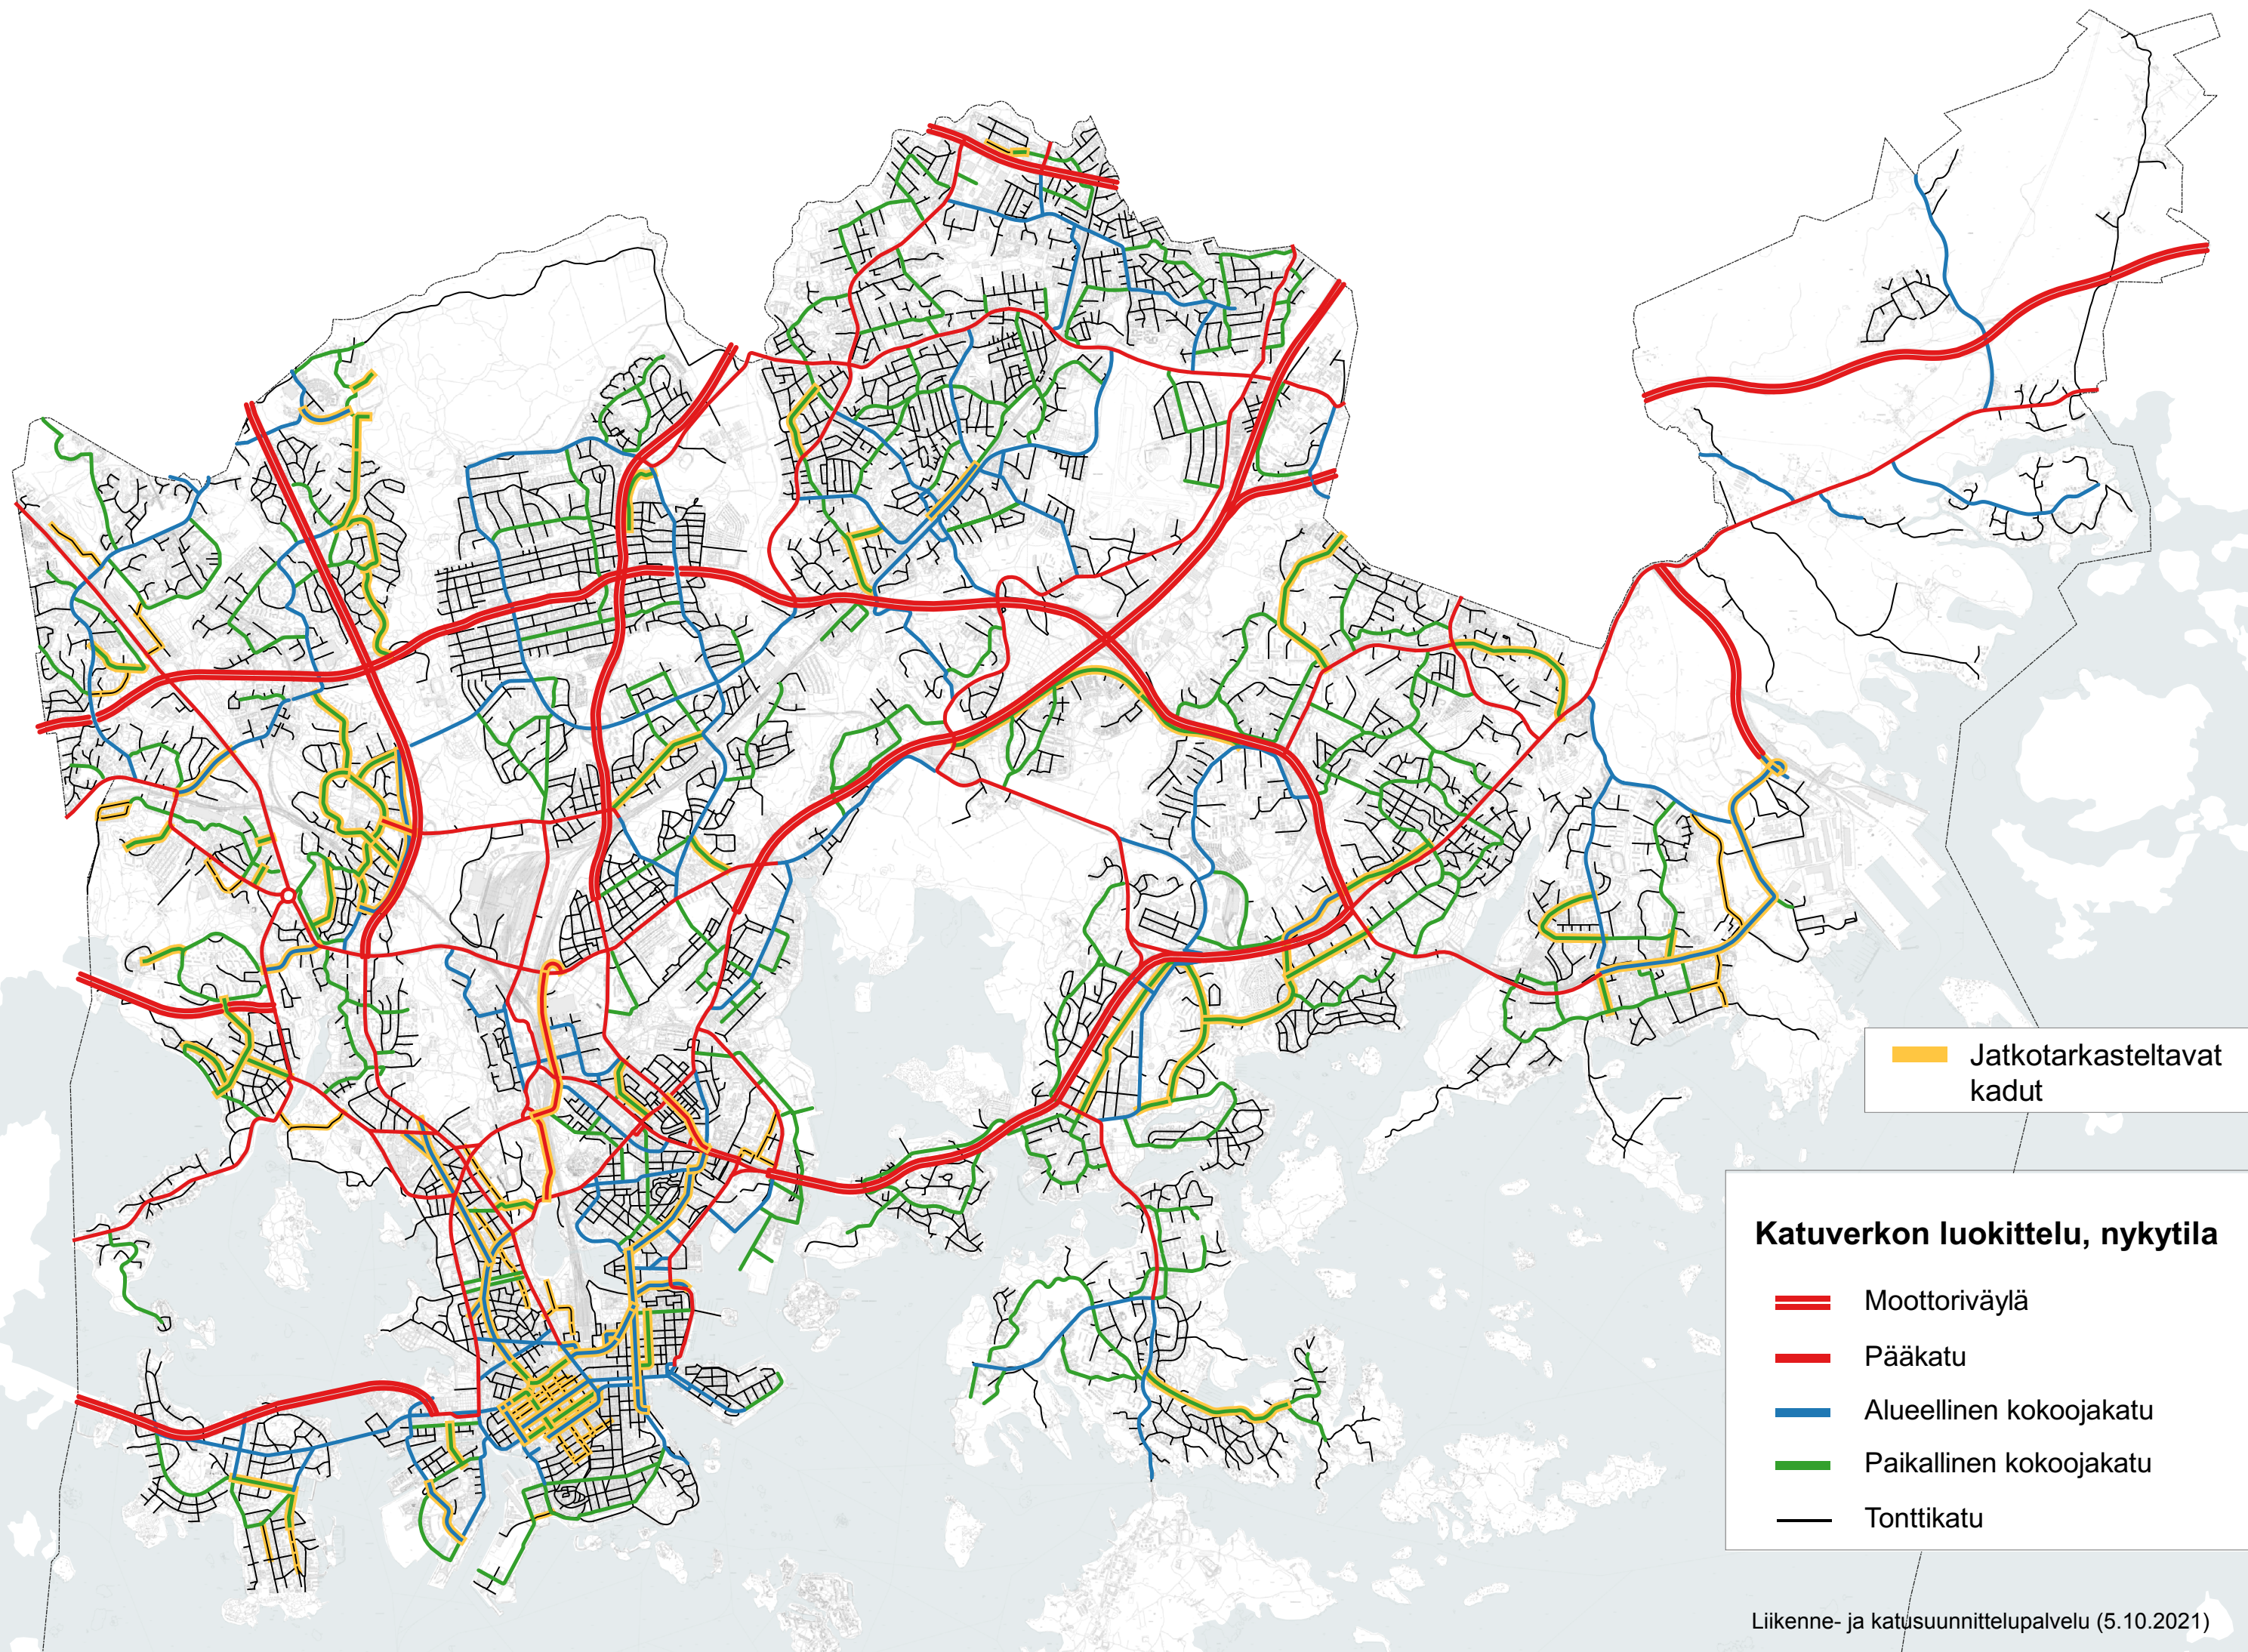 Jatkotarkasteltavat
kadut
Katuverkon luokittelu, nykytila
Moottoriväylä
Pääkatu
Alueellinen kokoojakatu
Paikallinen kokoojakatu
Tonttikatu
Liikenne- ja katusuunnittelupalvelu (5.10.2021)